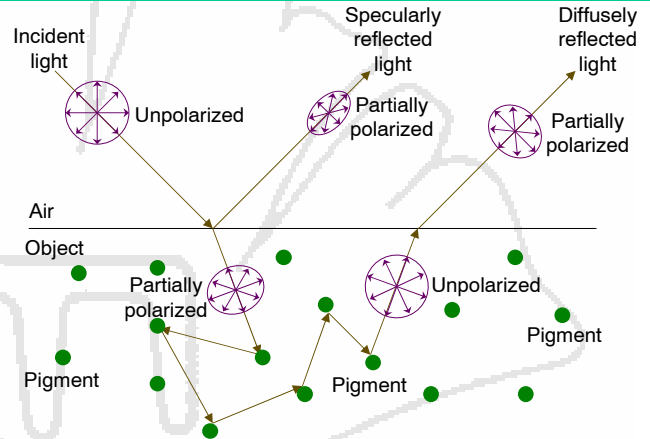 Incident
light
Unpolarized
Specularly
reflected
light
Partially
polarized
Diffusely
reflected
light
Partially
polarized
Air
Object
Partially
polarized
Unpolarized
Pigment
Pigment
Pigment